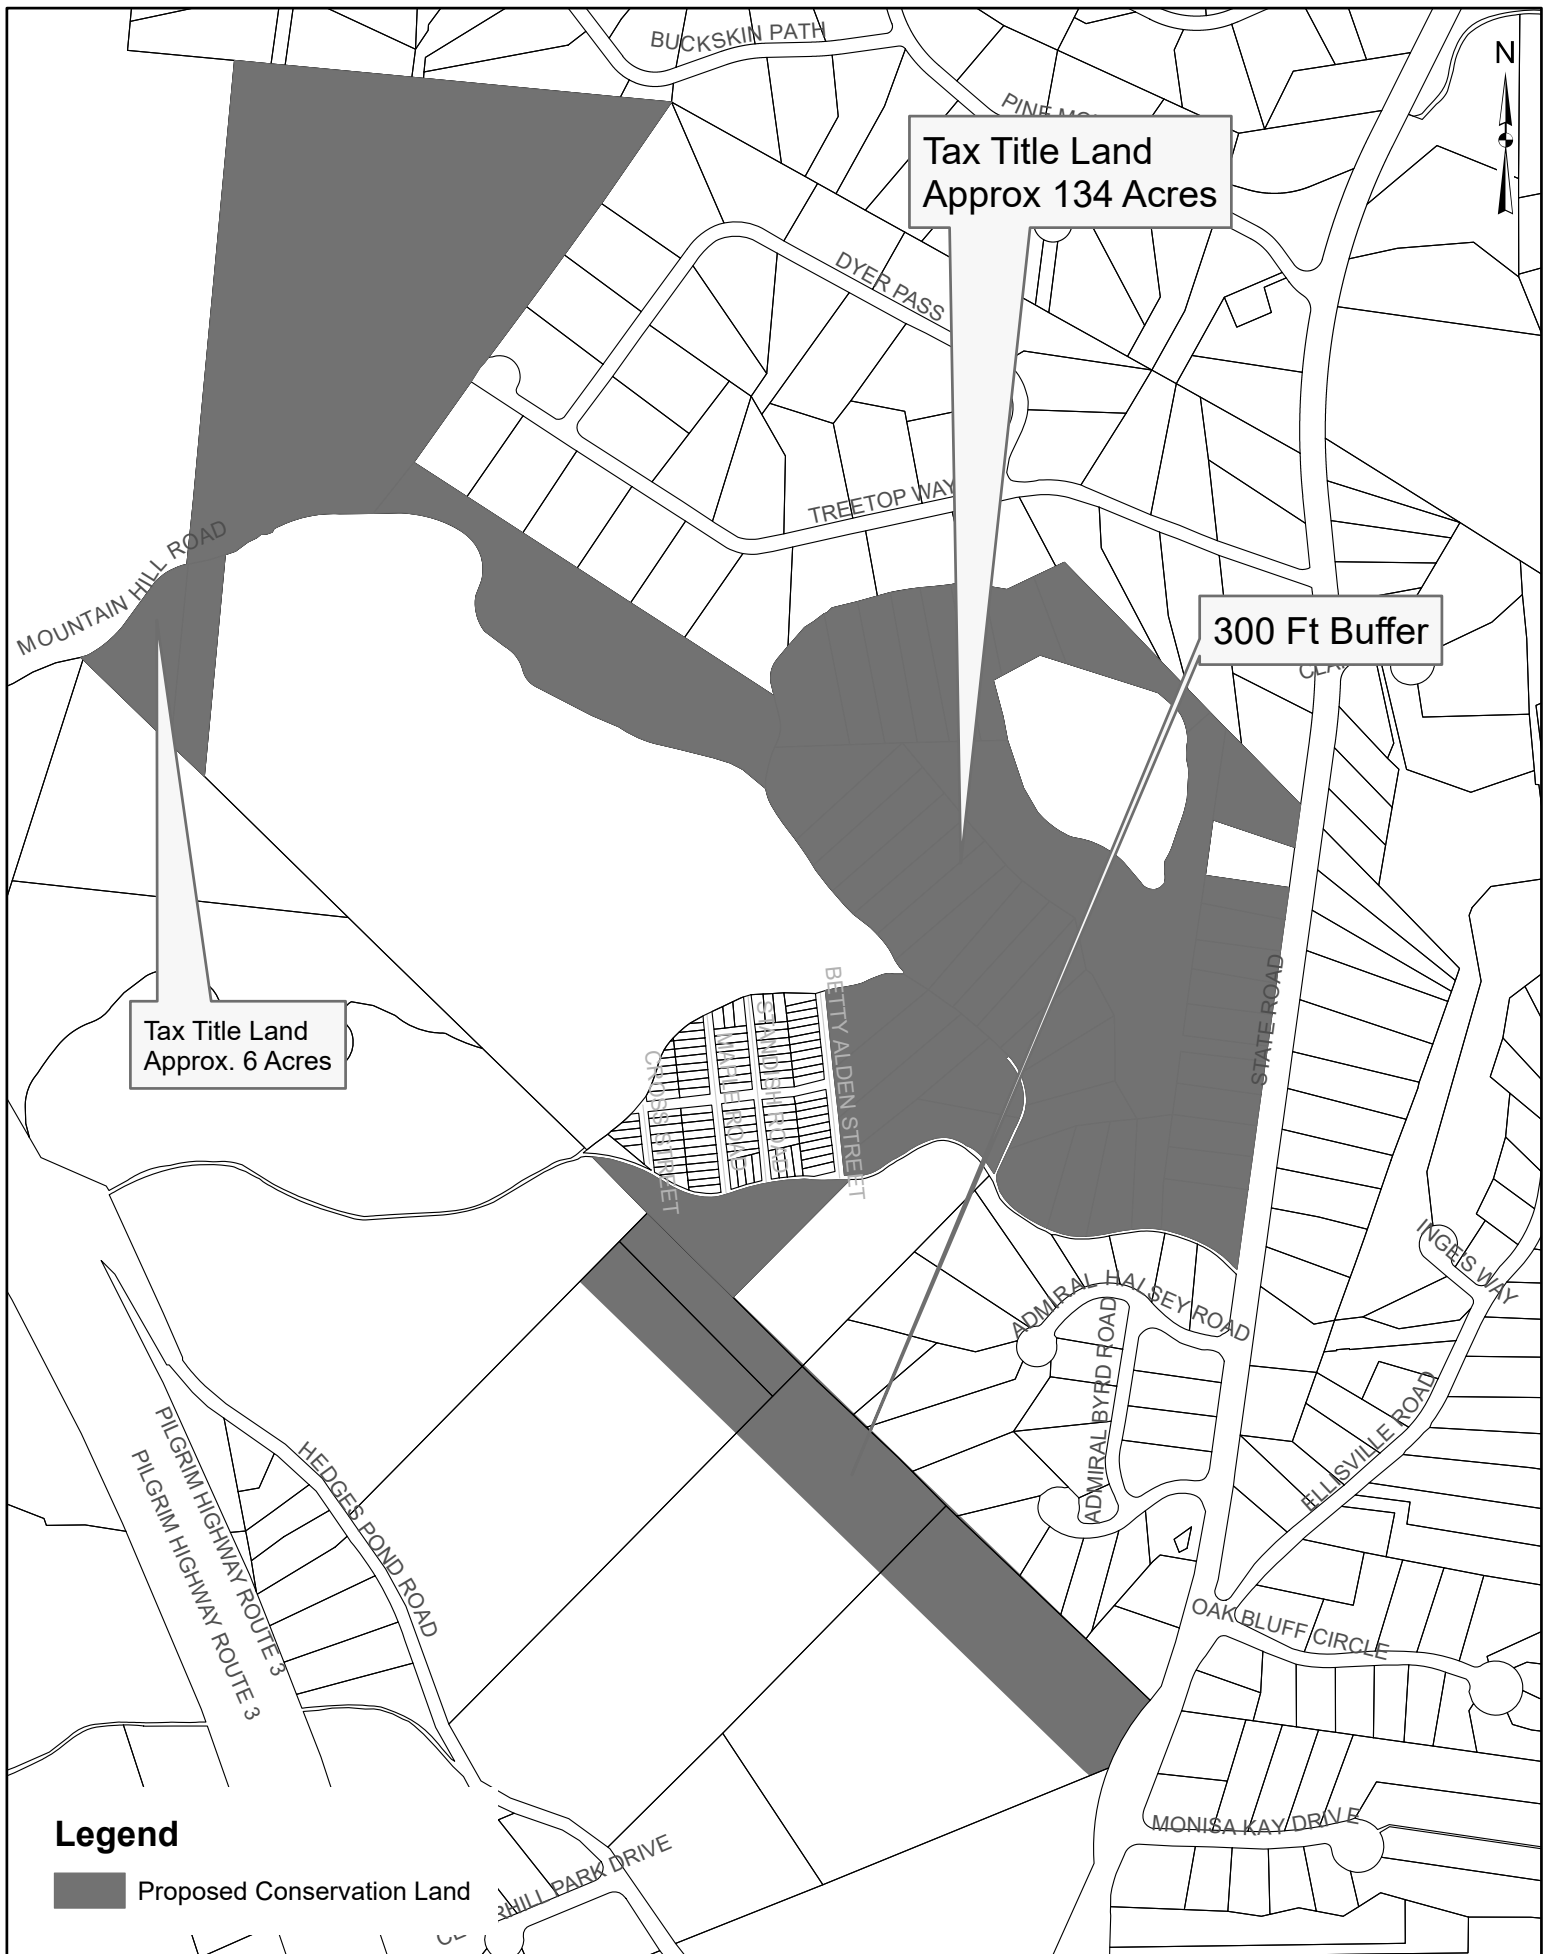 BUCKSKIN PATH
N
Tax Title Land
Approx 134 Acres
DYER PASS
TREETOP WAY
MOUNTAIN HILL ROAD
300 Ft Buffer
STATE ROAD
BETTY ALDEN STREET
STANDISH ROAD
MAPLE ROAD
CROSS STREET
Tax Title Land
Approx. 6 Acres
INGE'S WAY
ADMIRAL HALSEY ROAD
ADMIRAL BYRD ROAD
ELLISVILLE ROAD
HEDGES POND ROAD
PILGRIM HIGHWAY ROUTE 3
PILGRIM HIGHWAY ROUTE 3
OAK BLUFF CIRCLE
MONISA KAY DRIVE
PARK DRIVE
Legend
Proposed Conservation Land